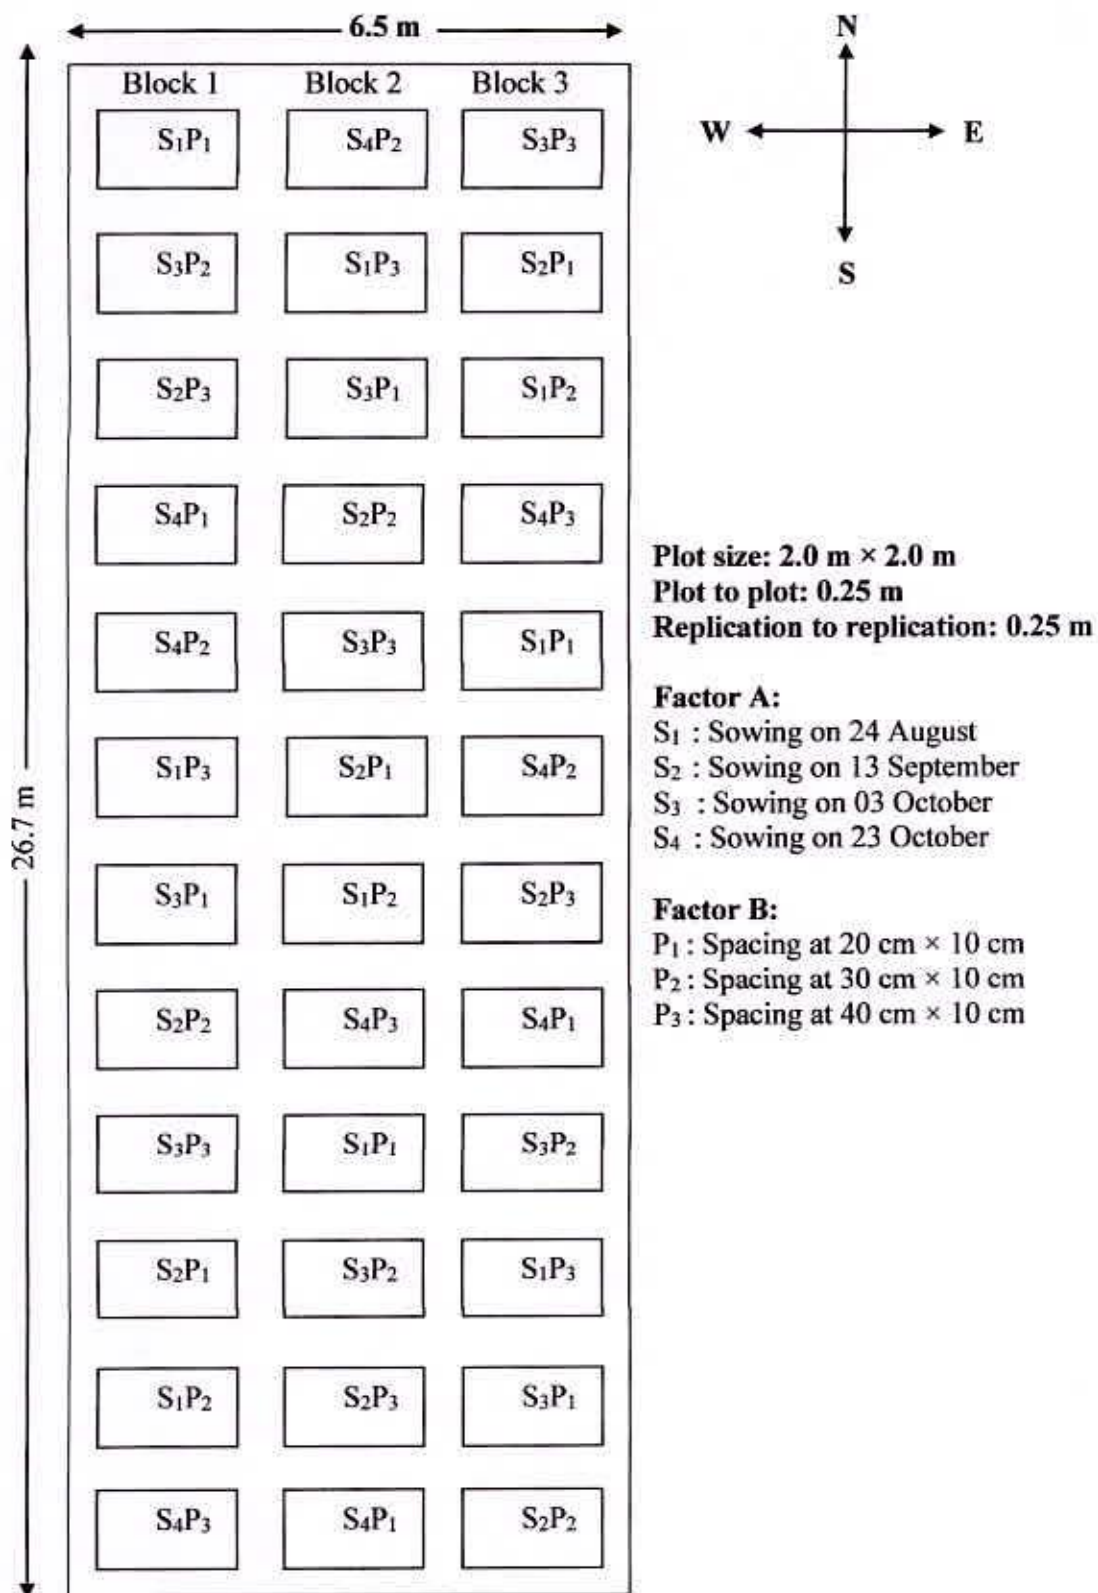 6.5 m
N
Block 1 Block 2 Block 3
S₁P₁ S₄P₂ S₃P₃
W E
S₃P₂ S₁P₃ S₂P₁
S
S₂P₃ S₃P₁ S₁P₂
S₄P₁ S₂P₂ S₄P₃
Plot size: 2.0 m × 2.0 m
Plot to plot: 0.25 m
Replication to replication: 0.25 m
S₄P₂ S₃P₃ S₁P₁
Factor A:
S₁ : Sowing on 24 August
S₂ : Sowing on 13 September
S₃ : Sowing on 03 October
S₄ : Sowing on 23 October
S₁P₃ S₂P₁ S₄P₂
26.7 m
S₃P₁ S₁P₂ S₂P₃
Factor B:
P₁ : Spacing at 20 cm × 10 cm
P₂ : Spacing at 30 cm × 10 cm
P₃ : Spacing at 40 cm × 10 cm
S₂P₂ S₄P₃ S₄P₁
S₃P₃ S₁P₁ S₃P₂
S₂P₁ S₃P₂ S₁P₃
S₁P₂ S₂P₃ S₃P₁
S₄P₃ S₄P₁ S₂P₂